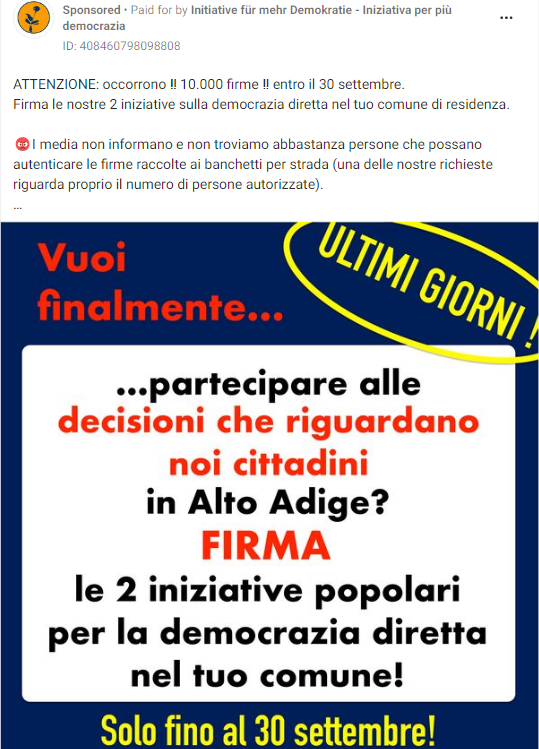 Sponsored • Paid for by Initiative für mehr Demokratie - Iniziativa per più
democrazia
ID: 408460798098808
ATTENZIONE: occorrono ‼ 10.000 firme ‼ entro il 30 settembre.
Firma le nostre 2 iniziative sulla democrazia diretta nel tuo comune di residenza.
I media non informano e non troviamo abbastanza persone che possano
autenticare le firme raccolte ai banchetti per strada (una delle nostre richieste
riguarda proprio il numero di persone autorizzate).
...
Vuoi
finalmente...
ULTIMI GIORNI !
...partecipare alle
decisioni che riguardano
noi cittadini
in Alto Adige?
FIRMA
le 2 iniziative popolari
per la democrazia diretta
nel tuo comune!
Solo fino al 30 settembre!